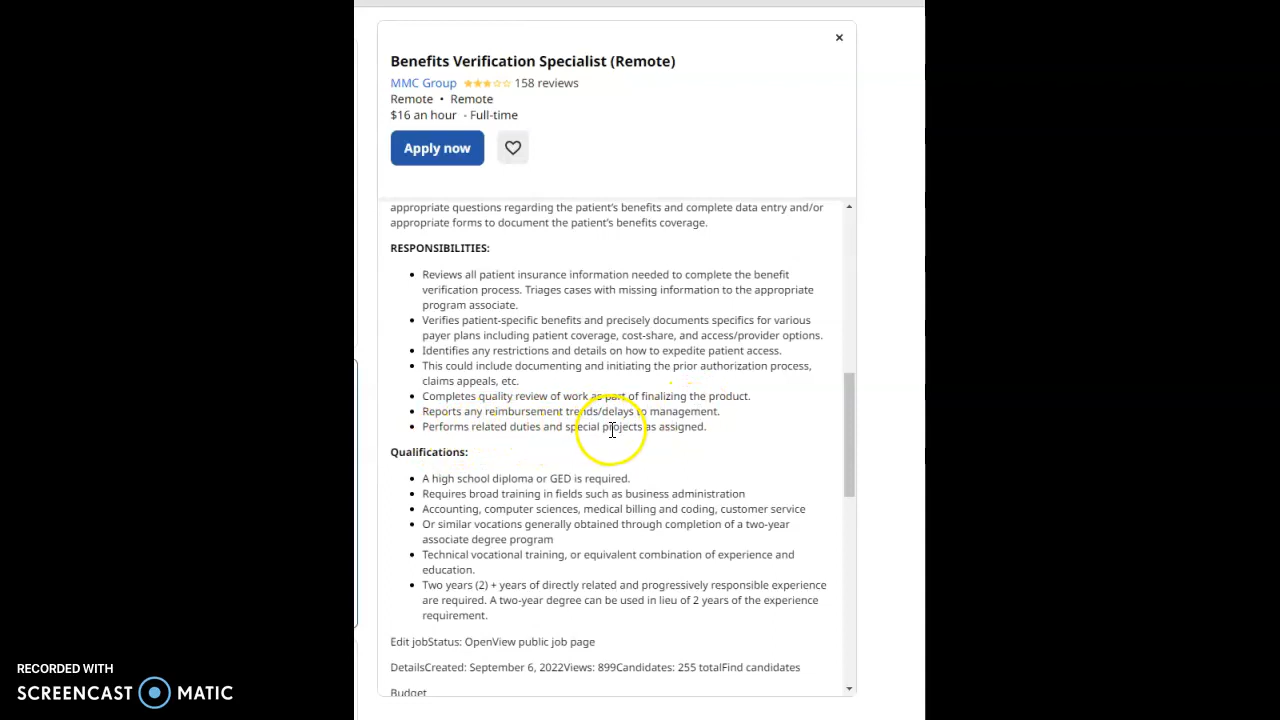 Benefits Verification Specialist (Remote)
MMC Group 158 reviews
Remote • Remote
$16 an hour - Full-time
Apply now
appropriate questions regarding the patient's benefits and complete data entry and/or
appropriate forms to document the patient's benefits coverage.
RESPONSIBILITIES:
• Reviews all patient insurance information needed to complete the benefit
verification process. Triages cases with missing information to the appropriate
program associate.
• Verifies patient-specific benefits and precisely documents specifics for various
payer plans including patient coverage, cost-share, and access/provider options.
• Identifies any restrictions and details on how to expedite patient access.
• This could include documenting and initiating the prior authorization process,
claims appeals, etc.
• Completes quality review of work as part of finalizing the product.
• Reports any reimbursement trends/delays to management.
• Performs related duties and special projects as assigned.
Qualifications:
• A high school diploma or GED is required.
• Requires broad training in fields such as business administration
• Accounting, computer sciences, medical billing and coding, customer service
• Or similar vocations generally obtained through completion of a two-year
associate degree program
• Technical vocational training, or equivalent combination of experience and
education.
• Two years (2) + years of directly related and progressively responsible experience
are required. A two-year degree can be used in lieu of 2 years of the experience
requirement.
Edit jobStatus: OpenView public job page
DetailsCreated: September 6, 2022Views: 899Candidates: 255 totalFind candidates
Budget
RECORDED WITH
SCREENCAST MATIC